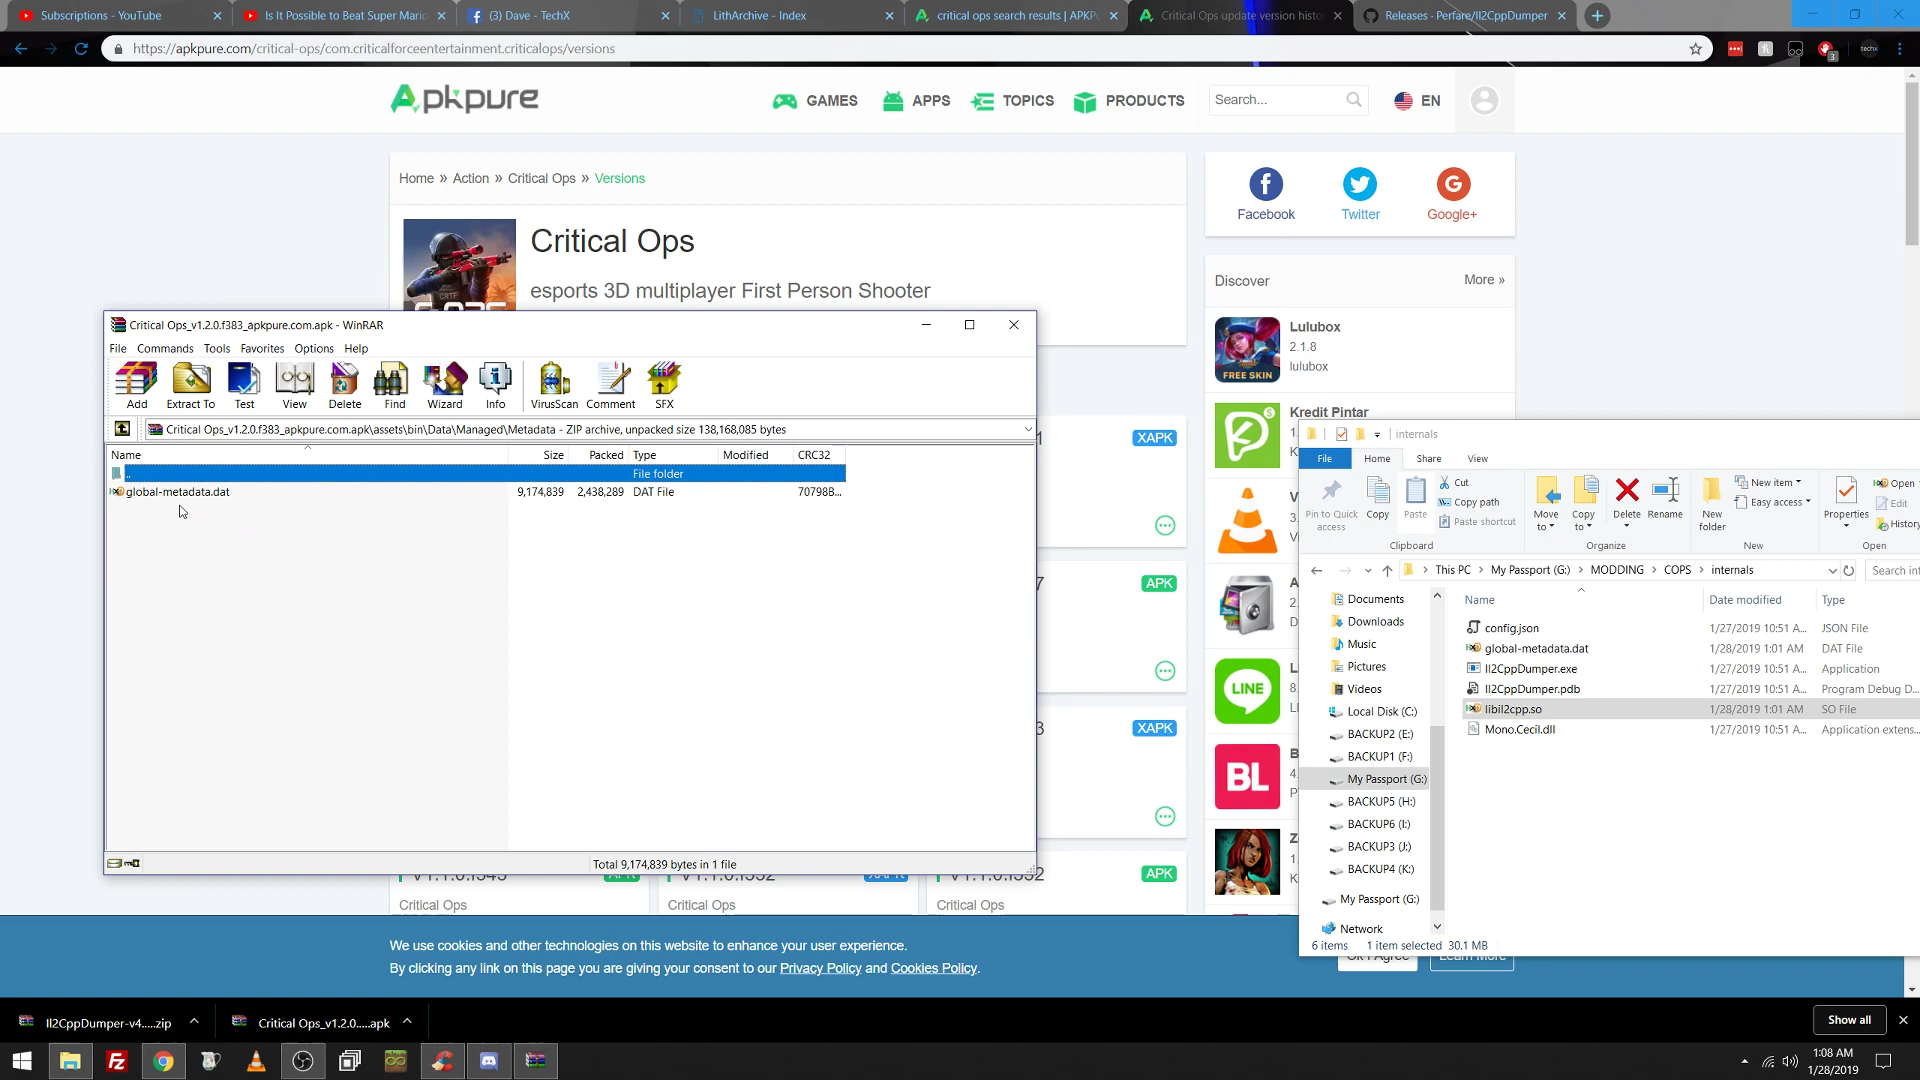 Subscriptions - YouTube
Is It Possible to Beat Super Mario
(3) Dave - TechX
LithArchive - Index
critical ops search results | APKPu
Critical Ops update version histo
Releases · Perfare/Il2CppDumper
https://apkpure.com/critical-ops/com.criticalforceentertainment.criticalops/versions
techx
3
Apkpure
GAMES
APPS
TOPICS
PRODUCTS
Search...
EN
Home » Action » Critical Ops » Versions
Critical Ops
esports 3D multiplayer First Person Shooter
Facebook
Twitter
Google+
Discover
More »
Lulubox
2.1.8
lulubox
FREE SKIN
Kredit Pintar
LINE
BL
XAPK
APK
XAPK
APK
Critical Ops
Critical Ops
Critical Ops
Critical Ops_v1.2.0.f383_apkpure.com.apk - WinRAR
File Commands Tools Favorites Options Help
Add Extract To Test View Delete Find Wizard Info VirusScan Comment SFX
Critical Ops_v1.2.0.f383_apkpure.com.apk\assets\bin\Data\Managed\Metadata - ZIP archive, unpacked size 138,168,085 bytes
Name Size Packed Type Modified CRC32
.. File folder
global-metadata.dat 9,174,839 2,438,289 DAT File 70798B...
Total 9,174,839 bytes in 1 file
internals
File Home Share View
Pin to Quick access
Copy
Paste
Cut
Copy path
Paste shortcut
Clipboard
Move to
Copy to
Delete
Rename
Organize
New folder
New item
Easy access
New
Properties
Open
Edit
History
Open
This PC > My Passport (G:) > MODDING > COPS > internals
Search int
Documents
Downloads
Music
Pictures
Videos
Local Disk (C:)
BACKUP2 (E:)
BACKUP1 (F:)
My Passport (G:)
BACKUP5 (H:)
BACKUP6 (I:)
BACKUP3 (J:)
BACKUP4 (K:)
My Passport (G:)
Network
Name Date modified Type
config.json 1/27/2019 10:51 A... JSON File
global-metadata.dat 1/28/2019 1:01 AM DAT File
Il2CppDumper.exe 1/27/2019 10:51 A... Application
Il2CppDumper.pdb 1/27/2019 10:51 A... Program Debug D...
libil2cpp.so 1/28/2019 1:01 AM SO File
Mono.Cecil.dll 1/27/2019 10:51 A... Application extens...
6 items 1 item selected 30.1 MB
We use cookies and other technologies on this website to enhance your user experience.
By clicking any link on this page you are giving your consent to our Privacy Policy and Cookies Policy.
Il2CppDumper-v4.....zip
Critical Ops_v1.2.0.....apk
Show all
1:08 AM
1/28/2019